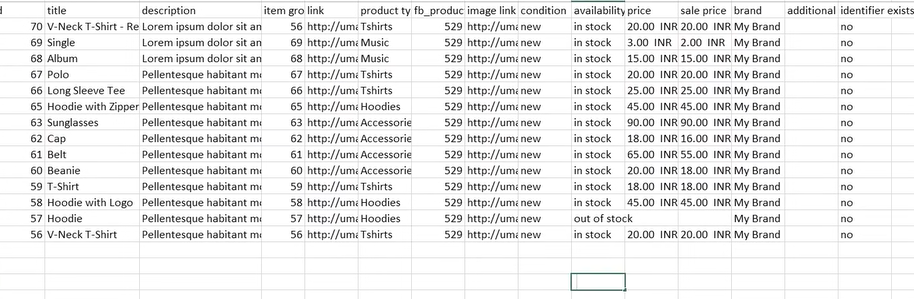 d title description item gro link product ty fb_produc image link condition availability price sale price brand additional identifier exists
70 V-Neck T-Shirt - Re Lorem ipsum dolor sit an 56 http://uma Tshirts 529 http://uma new in stock 20.00 INR 20.00 INR My Brand no
69 Single Lorem ipsum dolor sit an 69 http://uma Music 529 http://uma new in stock 3.00 INR 2.00 INR My Brand no
68 Album Lorem ipsum dolor sit an 68 http://uma Music 529 http://uma new in stock 15.00 INR 15.00 INR My Brand no
67 Polo Pellentesque habitant mo 67 http://uma Tshirts 529 http://uma new in stock 20.00 INR 20.00 INR My Brand no
66 Long Sleeve Tee Pellentesque habitant mo 66 http://uma Tshirts 529 http://uma new in stock 25.00 INR 25.00 INR My Brand no
65 Hoodie with Zipper Pellentesque habitant mo 65 http://uma Hoodies 529 http://uma new in stock 45.00 INR 45.00 INR My Brand no
63 Sunglasses Pellentesque habitant mo 63 http://uma Accessorie 529 http://uma new in stock 90.00 INR 90.00 INR My Brand no
62 Cap Pellentesque habitant mo 62 http://uma Accessorie 529 http://uma new in stock 18.00 INR 16.00 INR My Brand no
61 Belt Pellentesque habitant mo 61 http://uma Accessorie 529 http://uma new in stock 65.00 INR 55.00 INR My Brand no
60 Beanie Pellentesque habitant mo 60 http://uma Accessorie 529 http://uma new in stock 20.00 INR 18.00 INR My Brand no
59 T-Shirt Pellentesque habitant mo 59 http://uma Tshirts 529 http://uma new in stock 18.00 INR 18.00 INR My Brand no
58 Hoodie with Logo Pellentesque habitant mo 58 http://uma Hoodies 529 http://uma new in stock 45.00 INR 45.00 INR My Brand no
57 Hoodie Pellentesque habitant mo 57 http://uma Hoodies 529 http://uma new out of stock My Brand no
56 V-Neck T-Shirt Pellentesque habitant mo 56 http://uma Tshirts 529 http://uma new in stock 20.00 INR 20.00 INR My Brand no